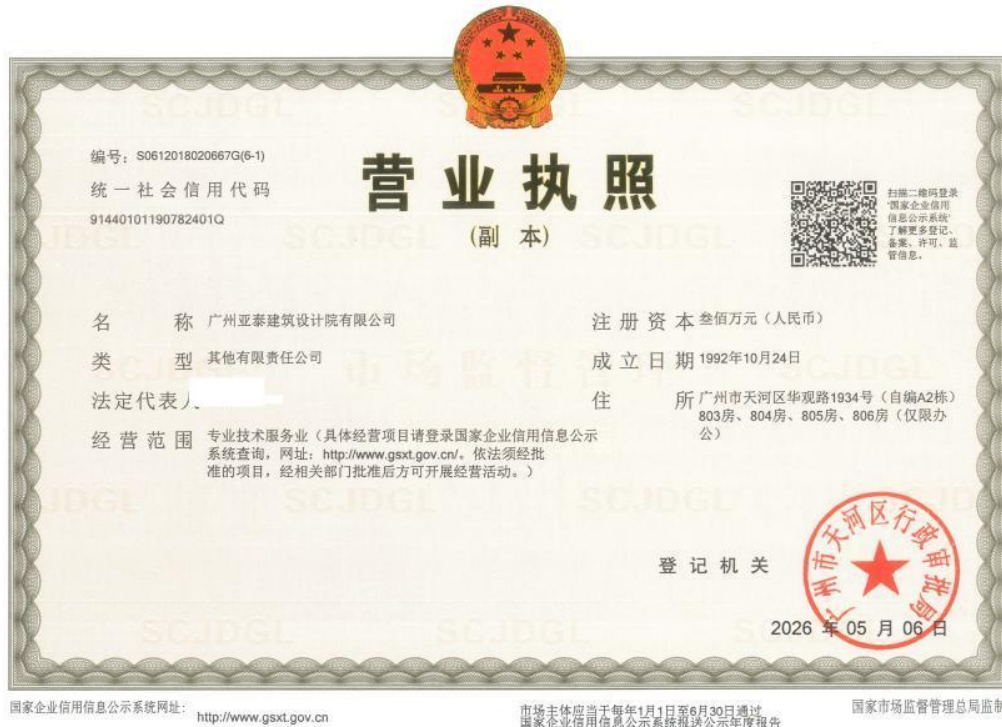 编号：S0612018020667G(6-1)
统一社会信用代码
91440101190782401Q
营业执照
(副 本)
扫描二维码登录
“国家企业信用
信息公示系统”
了解更多登记、
备案、许可、监
管信息。
名 称 广州亚泰建筑设计院有限公司
类 型 其他有限责任公司
法定代表人
经营范围 专业技术服务业（具体经营项目请登录国家企业信用信息公示
系统查询，网址：http://www.gsxt.gov.cn/。依法须经批
准的项目，经相关部门批准后方可开展经营活动。）
注册资本 叁佰万元（人民币）
成立日期 1992年10月24日
住 所 广州市天河区华观路1934号（自编A2栋）
803房、804房、805房、806房（仅限办
公）
登记机关
广州市天河区行政审批局
2026 年 05 月 06 日
国家企业信用信息公示系统网址：
http://www.gsxt.gov.cn
市场主体应当于每年1月1日至6月30日通过
国家企业信用信息公示系统报送公示年度报告
国家市场监督管理总局监制
SCJDGL
市场监督管理